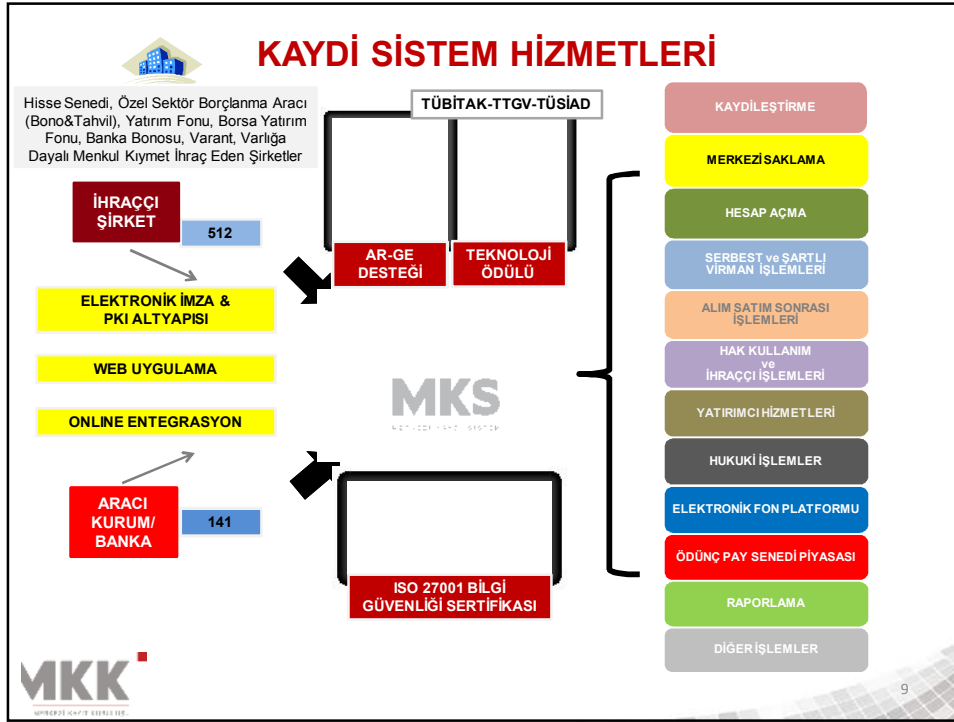 KAYDİ SİSTEM HİZMETLERİ
Hisse Senedi, Özel Sektör Borçlanma Aracı
(Bono&Tahvil), Yatırım Fonu, Borsa Yatırım
Fonu, Banka Bonosu, Varant, Varlığa
Dayalı Menkul Kıymet İhraç Eden Şirketler
İHRAÇÇI
ŞİRKET
512
ELEKTRONİK İMZA &
PKI ALTYAPISI
WEB UYGULAMA
ONLINE ENTEGRASYON
ARACI
KURUM/
BANKA
141
TÜBİTAK-TTGV-TÜSİAD
AR-GE
DESTEĞİ
TEKNOLOJİ
ÖDÜLÜ
MKS
ISO 27001 BİLGİ
GÜVENLİĞİ SERTİFİKASI
KAYDİLEŞTİRME
MERKEZİ SAKLAMA
HESAP AÇMA
SERBEST ve ŞARTLI
VİRMAN İŞLEMLERİ
ALIM SATIM SONRASI
İŞLEMLERİ
HAK KULLANIM
ve
İHRAÇÇI İŞLEMLERİ
YATIRIMCI HİZMETLERİ
HUKUKİ İŞLEMLER
ELEKTRONİK FON PLATFORMU
ÖDÜNÇ PAY SENEDİ PİYASASI
RAPORLAMA
DİĞER İŞLEMLER
MKK
9